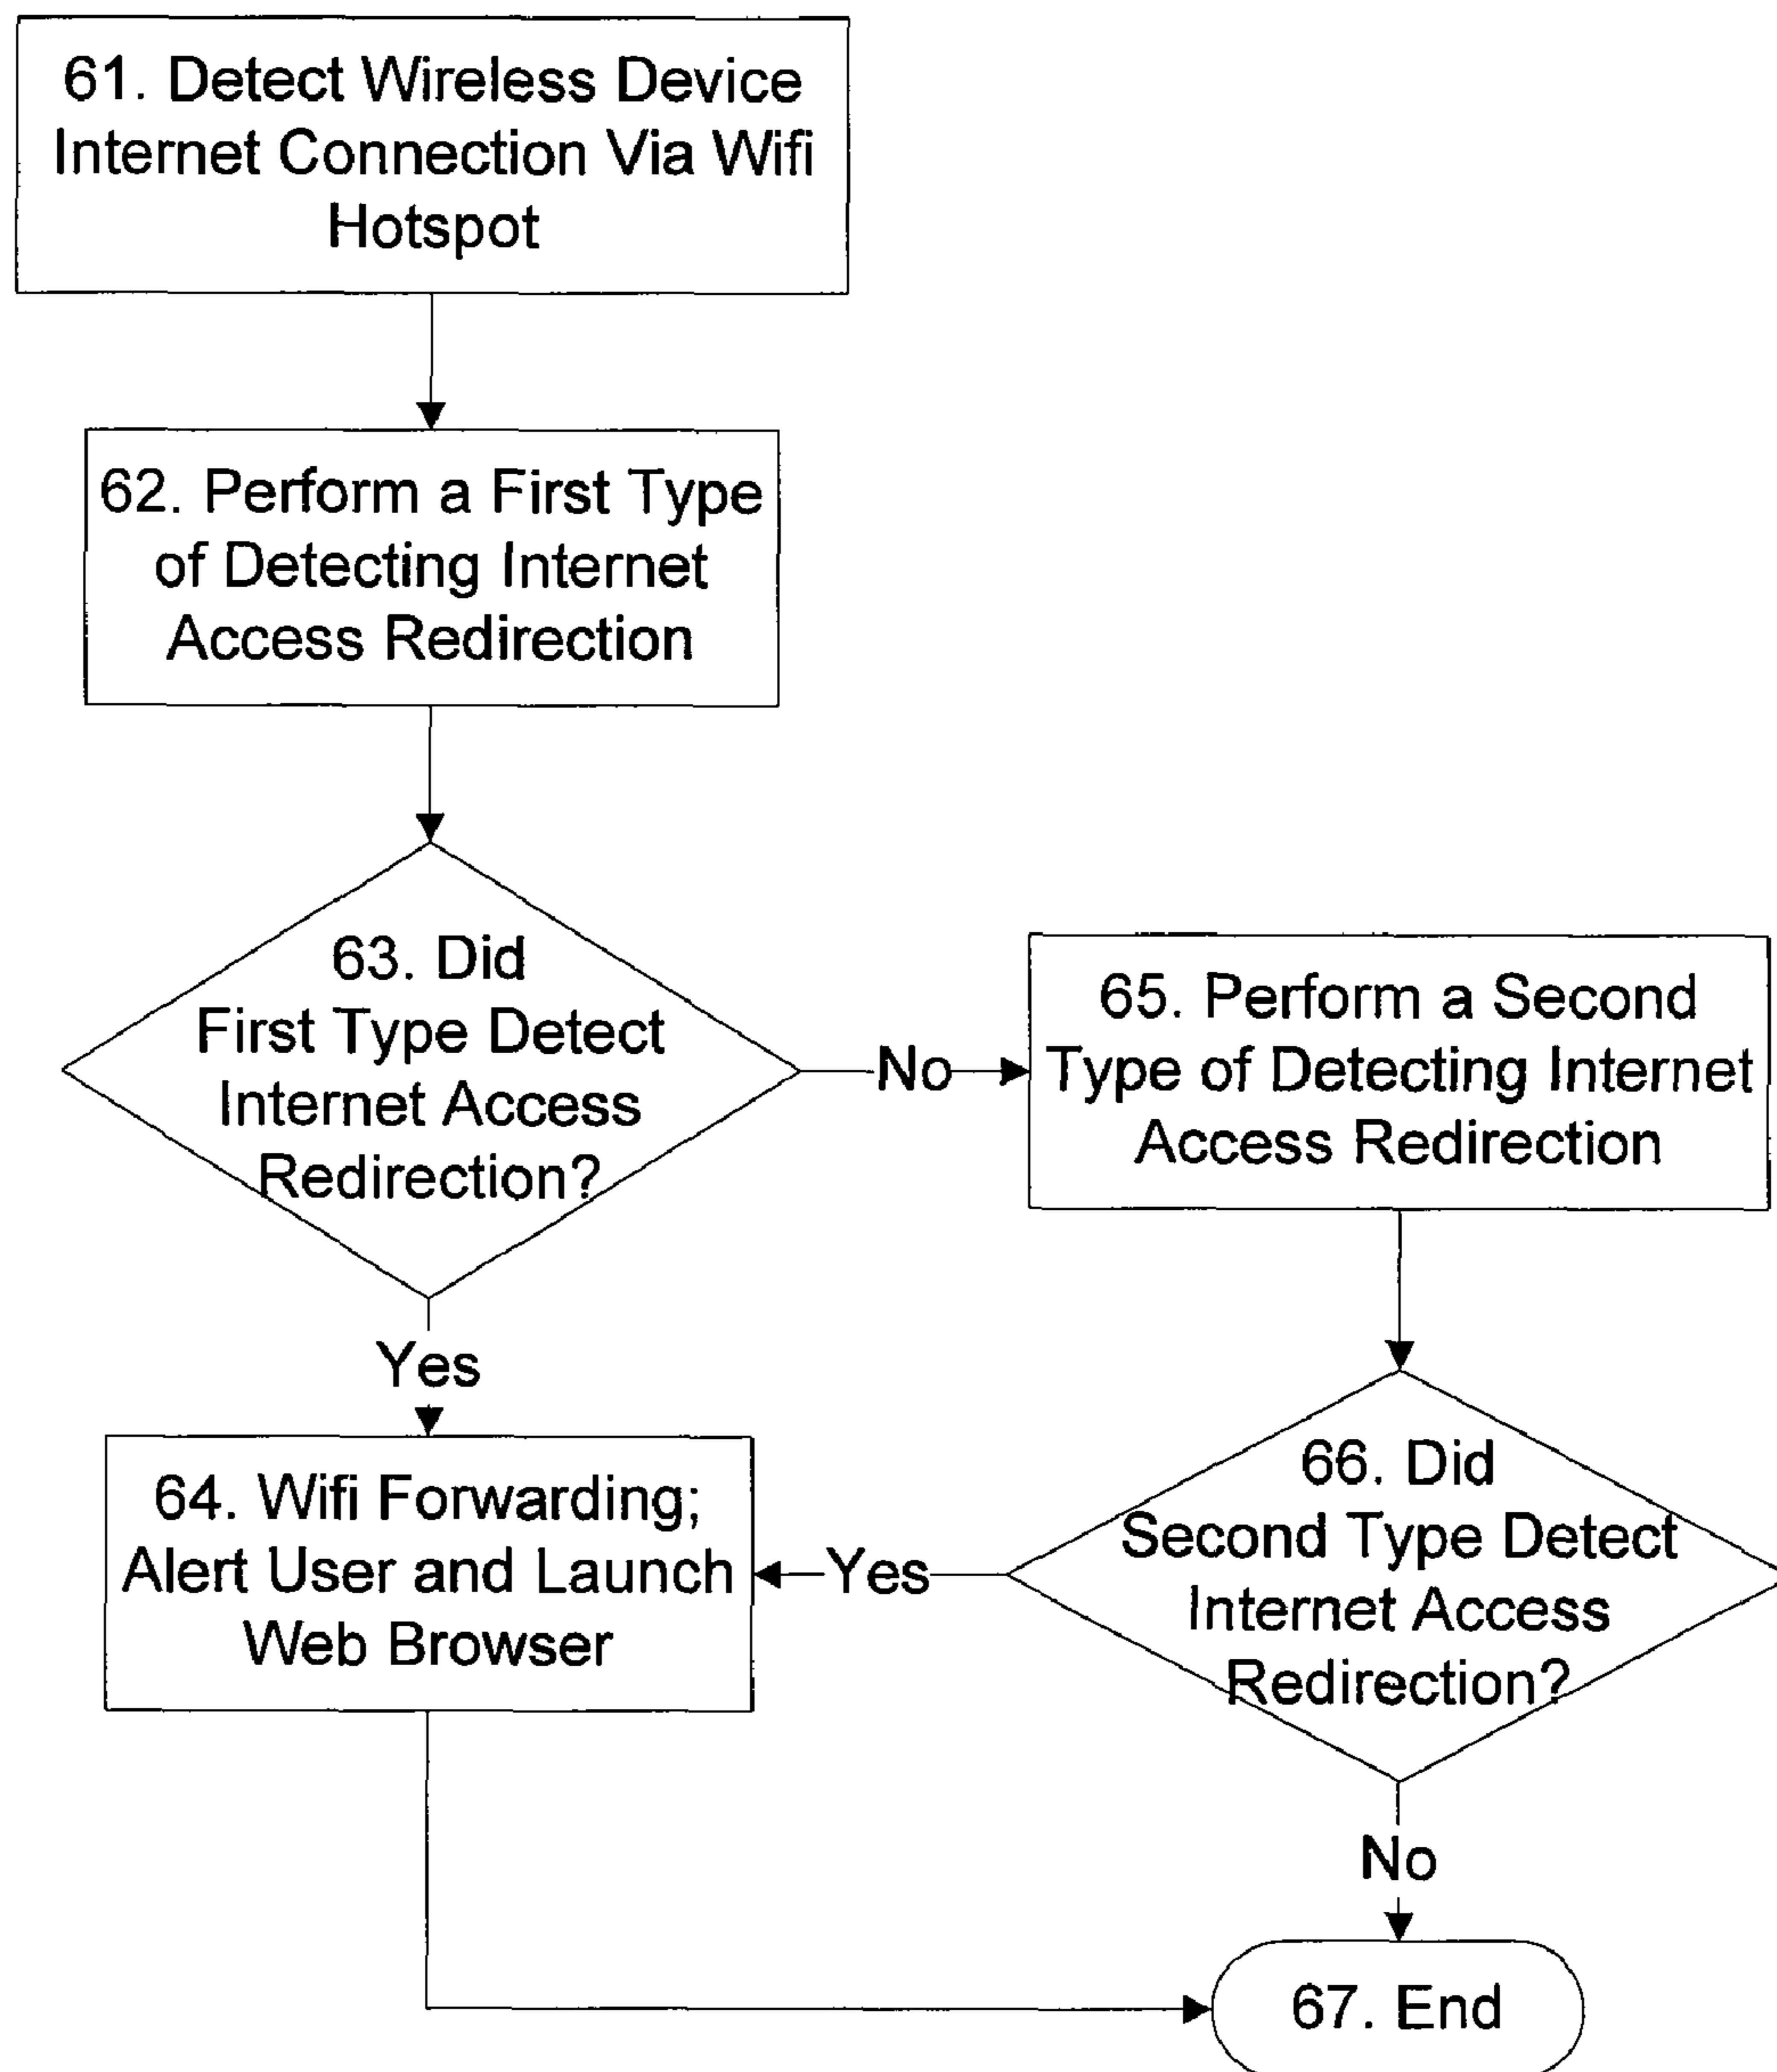 61. Detect Wireless Device
Internet Connection Via Wifi
Hotspot
62. Perform a First Type
of Detecting Internet
Access Redirection
63. Did
First Type Detect
Internet Access
Redirection?
No
65. Perform a Second
Type of Detecting Internet
Access Redirection
Yes
64. Wifi Forwarding;
Alert User and Launch
Web Browser
Yes
66. Did
Second Type Detect
Internet Access
Redirection?
No
67. End